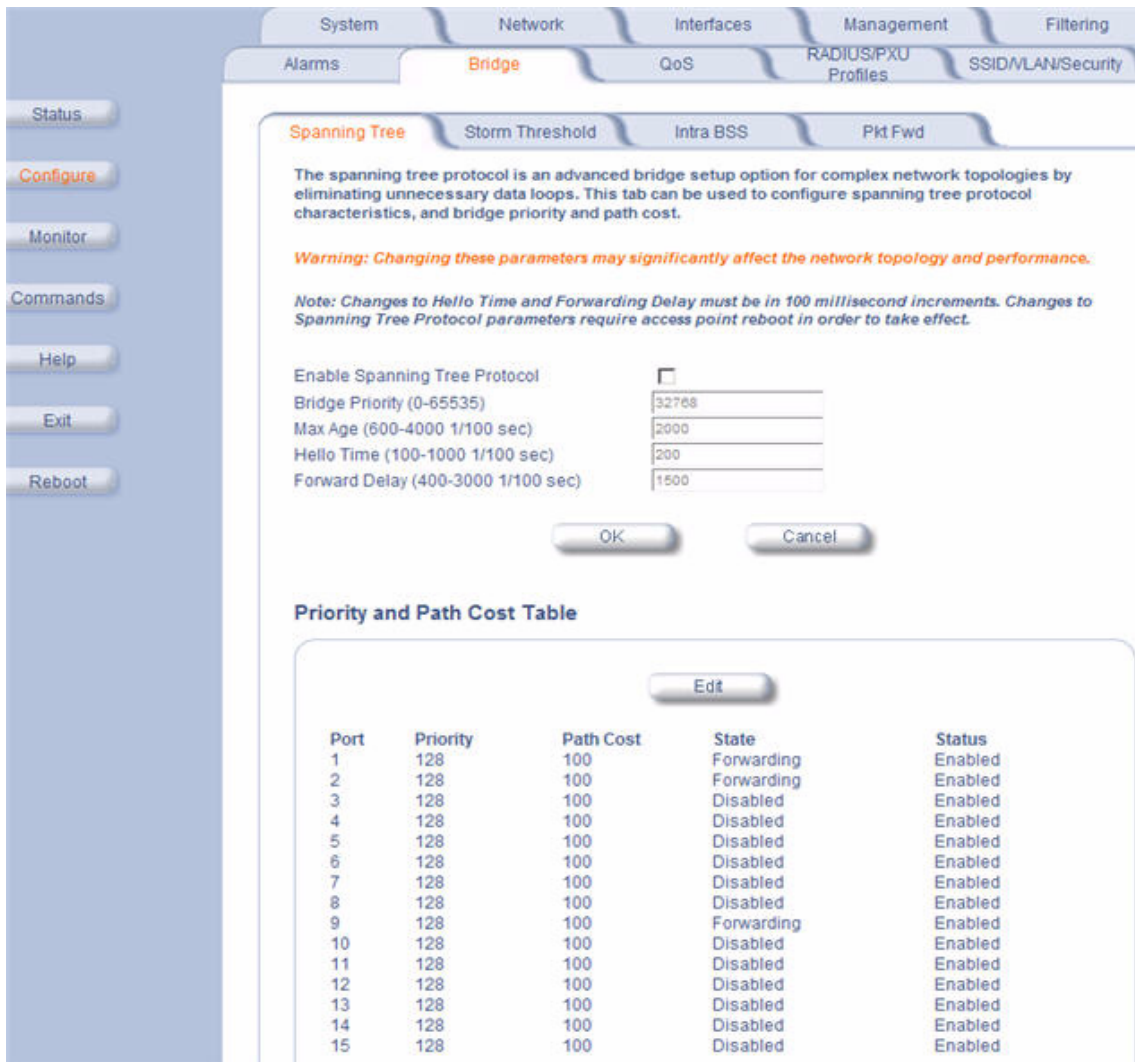 System Network Interfaces Management Filtering
Alarms Bridge QoS RADIUS/PXU Profiles SSID/VLAN/Security
Status
Configure
Monitor
Commands
Help
Exit
Reboot
Spanning Tree Storm Threshold Intra BSS Pkt Fwd
The spanning tree protocol is an advanced bridge setup option for complex network topologies by
eliminating unnecessary data loops. This tab can be used to configure spanning tree protocol
characteristics, and bridge priority and path cost.
Warning: Changing these parameters may significantly affect the network topology and performance.
Note: Changes to Hello Time and Forwarding Delay must be in 100 millisecond increments. Changes to
Spanning Tree Protocol parameters require access point reboot in order to take effect.
Enable Spanning Tree Protocol
Bridge Priority (0-65535) 32768
Max Age (600-4000 1/100 sec) 2000
Hello Time (100-1000 1/100 sec) 200
Forward Delay (400-3000 1/100 sec) 1500
OK Cancel
Priority and Path Cost Table
Edit
Port Priority Path Cost State Status
1 128 100 Forwarding Enabled
2 128 100 Forwarding Enabled
3 128 100 Disabled Enabled
4 128 100 Disabled Enabled
5 128 100 Disabled Enabled
6 128 100 Disabled Enabled
7 128 100 Disabled Enabled
8 128 100 Disabled Enabled
9 128 100 Forwarding Enabled
10 128 100 Disabled Enabled
11 128 100 Disabled Enabled
12 128 100 Disabled Enabled
13 128 100 Disabled Enabled
14 128 100 Disabled Enabled
15 128 100 Disabled Enabled